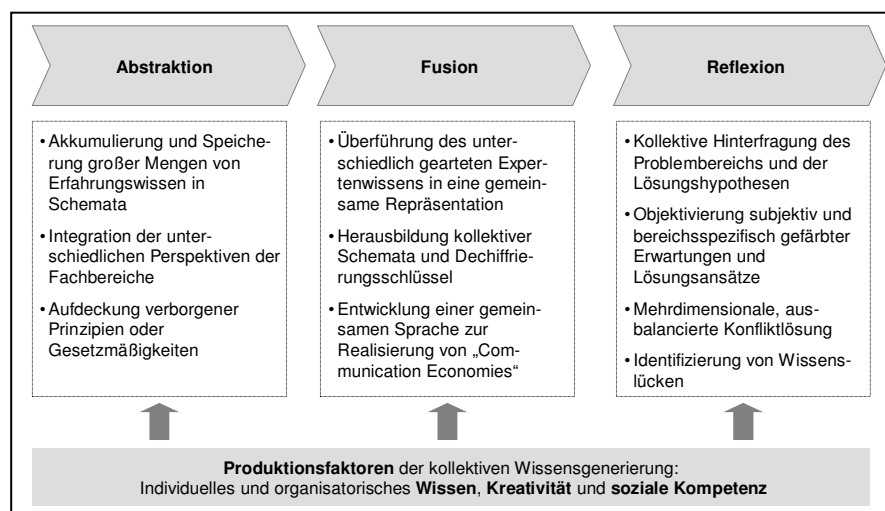 Abstraktion
Fusion
Reflexion
• Akkumulierung und Speiche-
rung großer Mengen von
Erfahrungswissen in
Schemata
• Integration der unter-
schiedlichen Perspektiven der
Fachbereiche
• Aufdeckung verborgener
Prinzipien oder
Gesetzmäßigkeiten
• Überführung des unter-
schiedlich gearteten Exper-
tenwissens in eine gemein-
same Repräsentation
• Herausbildung kollektiver
Schemata und Dechiffrie-
rungsschlüssel
• Entwicklung einer gemein-
samen Sprache zur
Realisierung von „Com-
munication Economies“
• Kollektive Hinterfragung des
Problembereichs und der
Lösungshypothesen
• Objektivierung subjektiv und
bereichsspezifisch gefärbter
Erwartungen und
Lösungsansätze
• Mehrdimensionale, aus-
balancierte Konfliktlösung
• Identifizierung von Wissens-
lücken
Produktionsfaktoren der kollektiven Wissensgenerierung:
Individuelles und organisatorisches Wissen, Kreativität und soziale Kompetenz